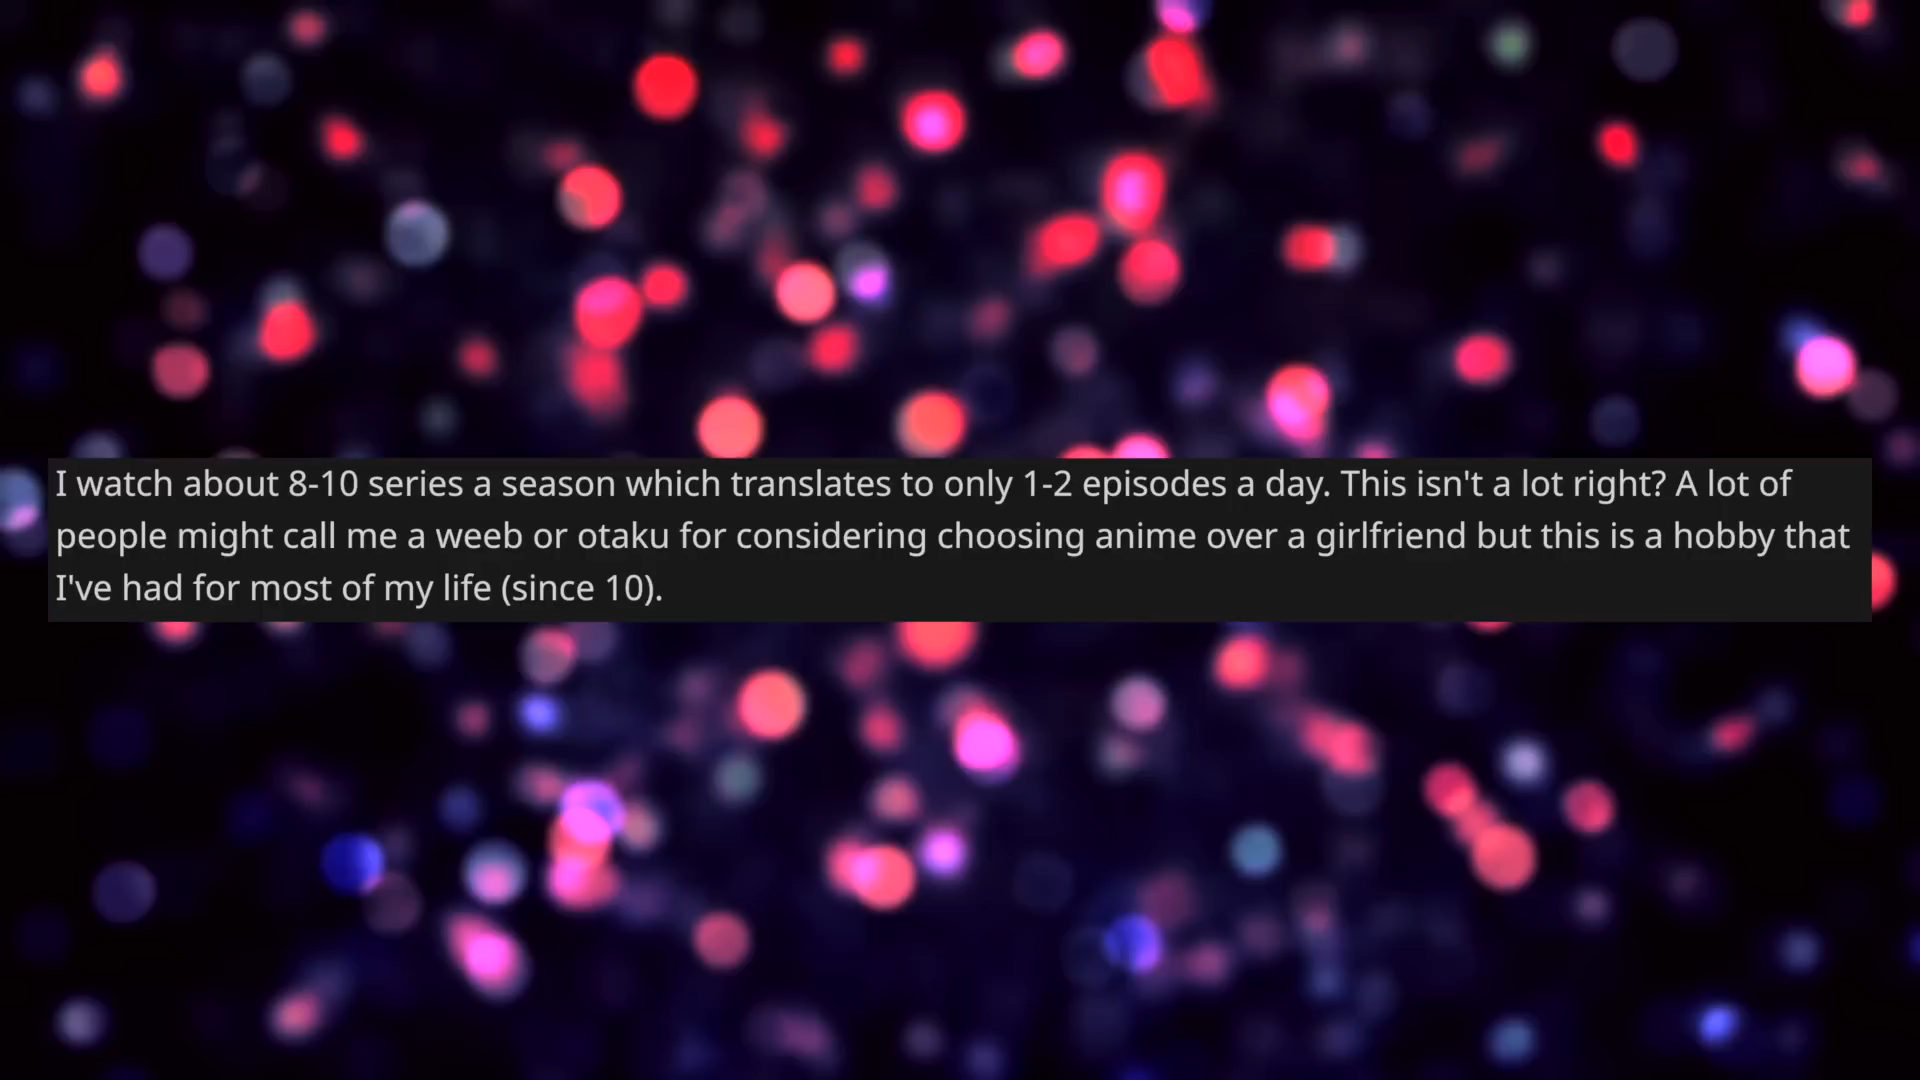 I watch about 8-10 series a season which translates to only 1-2 episodes a day. This isn't a lot right? A lot of
people might call me a weeb or otaku for considering choosing anime over a girlfriend but this is a hobby that
I've had for most of my life (since 10).